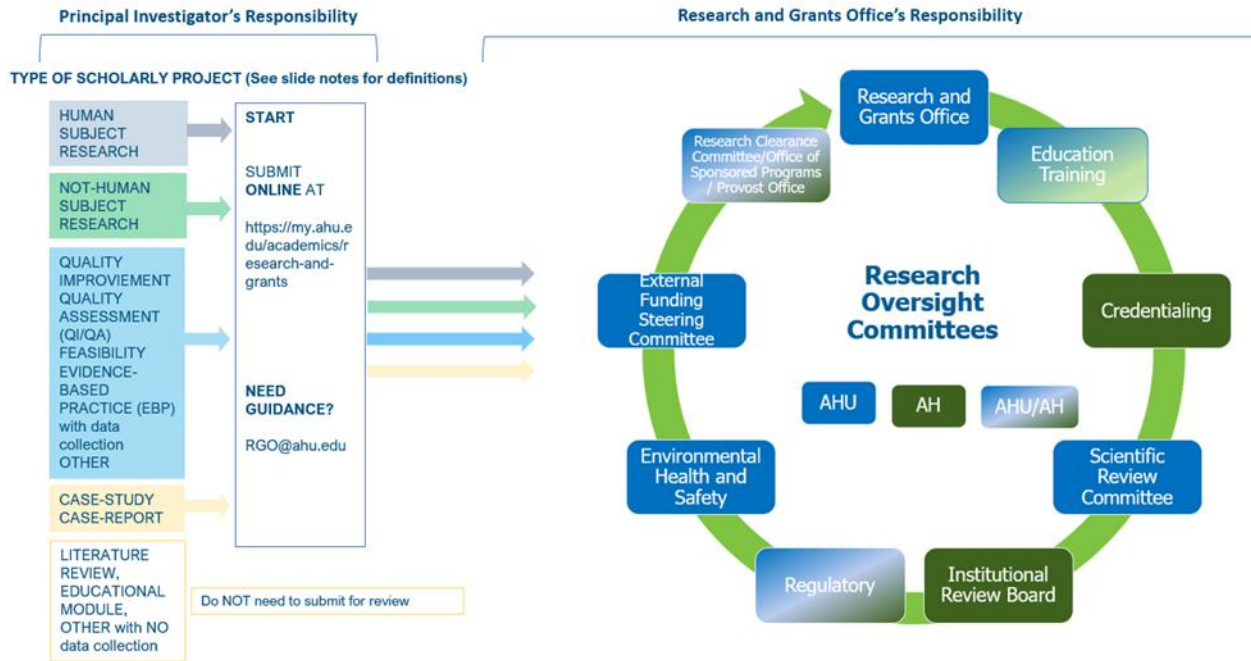 Principal Investigator's Responsibility
Research and Grants Office's Responsibility
TYPE OF SCHOLARLY PROJECT (See slide notes for definitions)
HUMAN
SUBJECT
RESEARCH
NOT-HUMAN
SUBJECT
RESEARCH
QUALITY
IMPROVIEMENT
QUALITY
ASSESSMENT
(QI/QA)
FEASIBILITY
EVIDENCE-
BASED
PRACTICE (EBP)
with data
collection
OTHER
CASE-STUDY
CASE-REPORT
LITERATURE
REVIEW,
EDUCATIONAL
MODULE,
OTHER with NO
data collection
Do NOT need to submit for review
START
SUBMIT
ONLINE AT
https://my.ahu.e
du/academics/r
esearch-and-
grants
NEED
GUIDANCE?
RGO@ahu.edu
Research and
Grants Office
Education
Training
Credentialing
Scientific
Review
Committee
Institutional
Review Board
Regulatory
Environmental
Health and
Safety
External
Funding
Steering
Committee
Research Clearance
Committee/Office of
Sponsored Programs
/ Provost Office
Research
Oversight
Committees
AHU
AH
AHU/AH